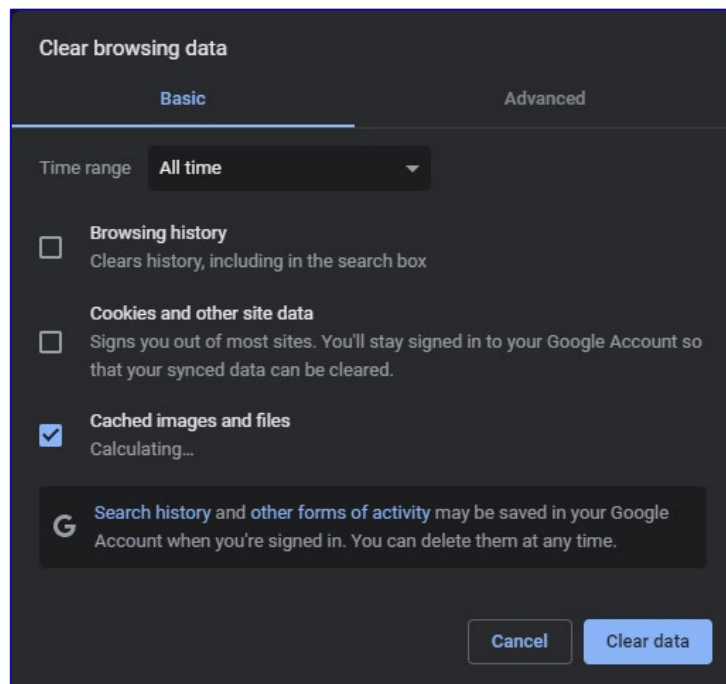 Clear browsing data
Basic
Advanced
Time range
All time
Browsing history
Clears history, including in the search box
Cookies and other site data
Signs you out of most sites. You'll stay signed in to your Google Account so
that your synced data can be cleared.
Cached images and files
Calculating...
G
Search history and other forms of activity may be saved in your Google
Account when you're signed in. You can delete them at any time.
Cancel
Clear data